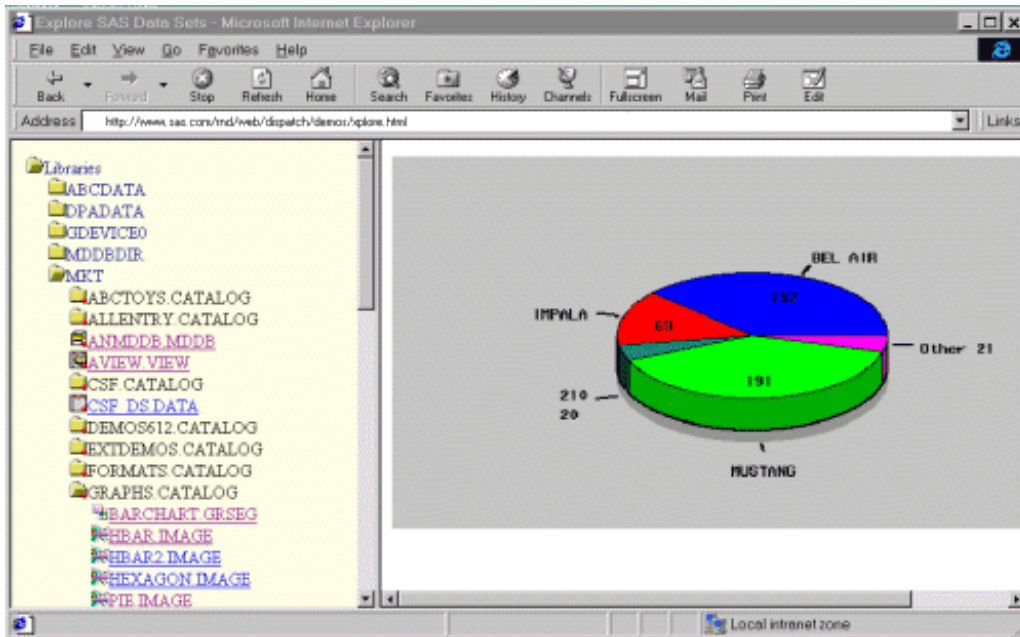 Explore SAS Data Sets - Microsoft Internet Explorer
File Edit View Go Favorites Help
Back Forward Stop Refresh Home Search Favorites History Channels Fullscreen Mail Print Edit
Address http://www.sas.com/rnd/web/dispatch/demos/xplore.html Links
Libraries
ABCDATA
DPADATA
GDEVICE0
MDDBDIR
MKT
ABCTOYS.CATALOG
ALLENTRY.CATALOG
ANMDDB.MDDB
AVIEW.VIEW
CSF.CATALOG
CSF_DS.DATA
DEMOS612.CATALOG
EXTDEMOS.CATALOG
FORMATS.CATALOG
GRAPHS.CATALOG
BARCHART.GRSEG
HBAR.IMAGE
HBAR2.IMAGE
HEXAGON.IMAGE
PIE.IMAGE
BEL AIR
197
IMPALA
69
Other 21
191
210
20
MUSTANG
Local intranet zone